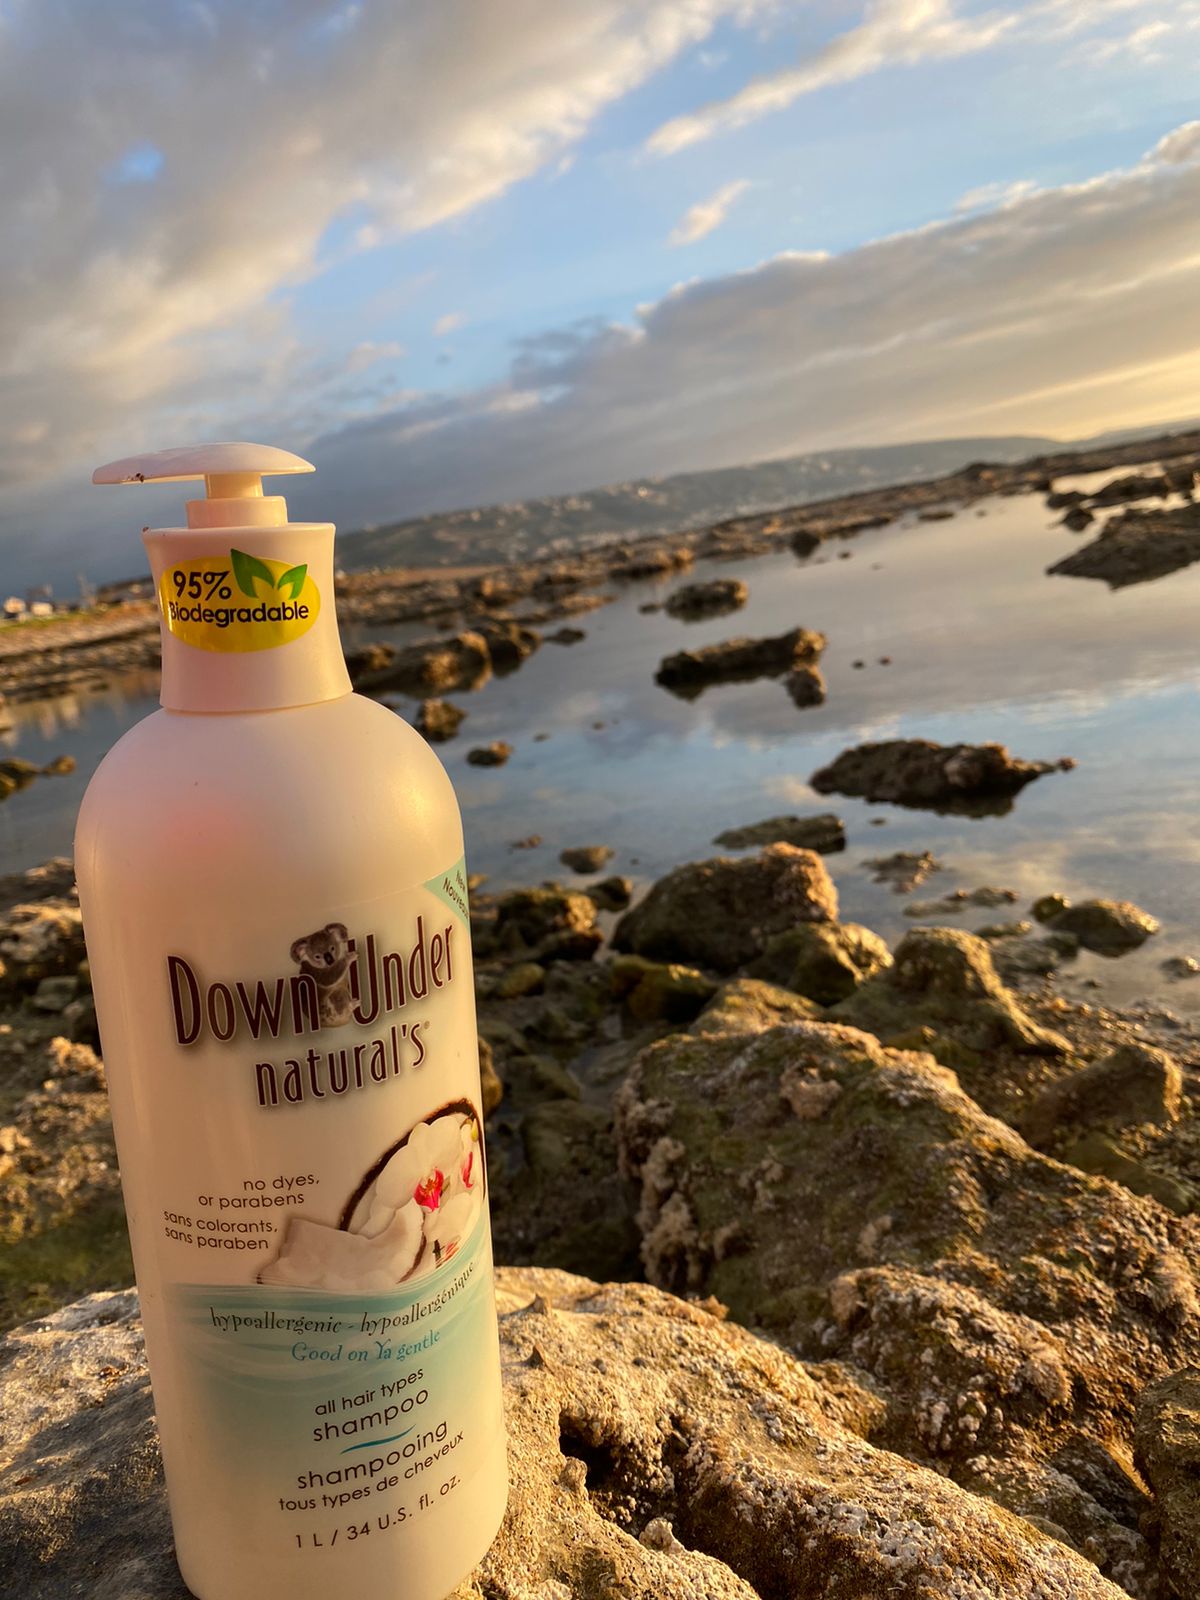 95%
Biodegradable
New
Nouveau
Down Under
natural's®
no dyes,
or parabens
sans colorants,
sans paraben
hypoallergenic - hypoallergénique
Good on Ya gentle
all hair types
shampoo
shampooing
tous types de cheveux
1 L / 34 U.S. fl. oz.